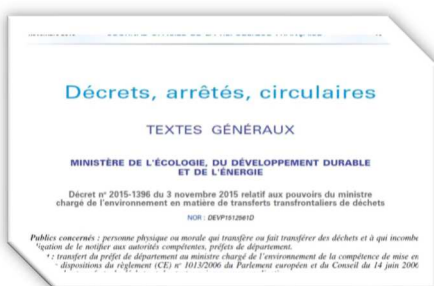 Décrets, arrêtés, circulaires
TEXTES GÉNÉRAUX
MINISTÈRE DE L'ÉCOLOGIE, DU DÉVELOPPEMENT DURABLE
ET DE L'ÉNERGIE
Décret nº 2015-1396 du 3 novembre 2015 relatif aux pouvoirs du ministre
chargé de l'environnement en matière de transferts transfrontaliers de déchets
NOR : DEVP1512561D
Publics concernés : personne physique ou morale qui transfère ou fait transférer des déchets et à qui incombe
de le notifier aux autorités compétentes, préfets de département.
: transfert du préfet de département au ministre chargé de l'environnement de la compétence de mise en
dispositions du règlement (CE) nº 1013/2006 du Parlement européen et du Conseil du 14 juin 2006